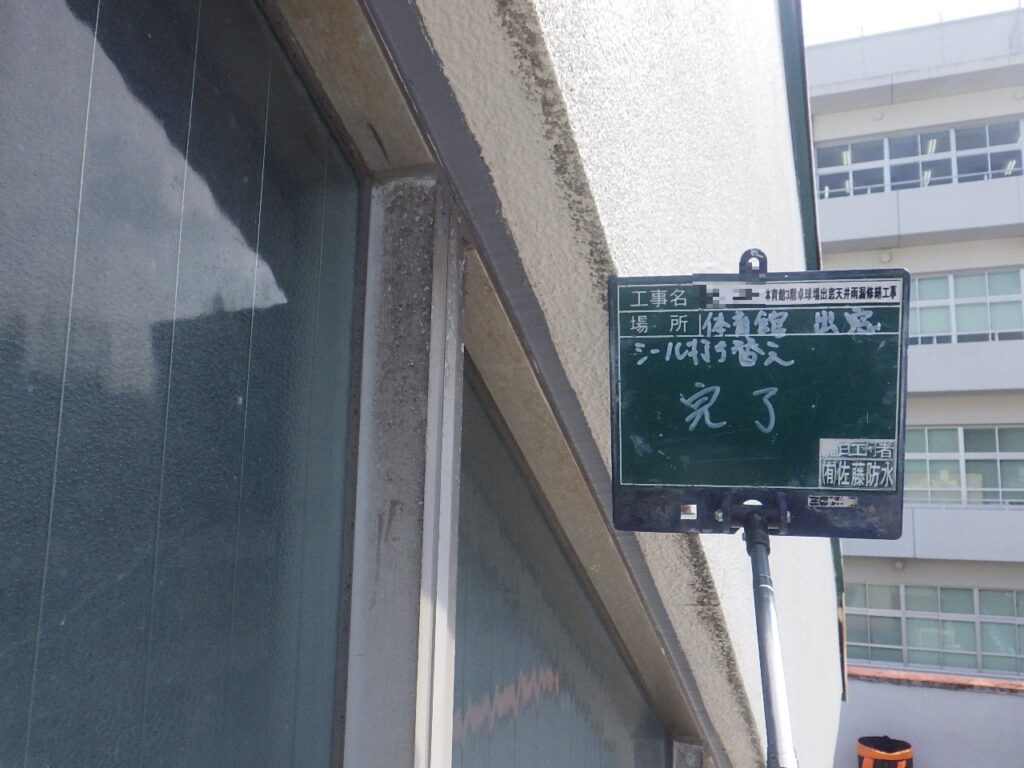 工事名 体育館3階卓球場出窓天井雨漏修繕工事
場所 体育館 出窓
シール打ち替え
完了
施工者
(有)佐藤防水